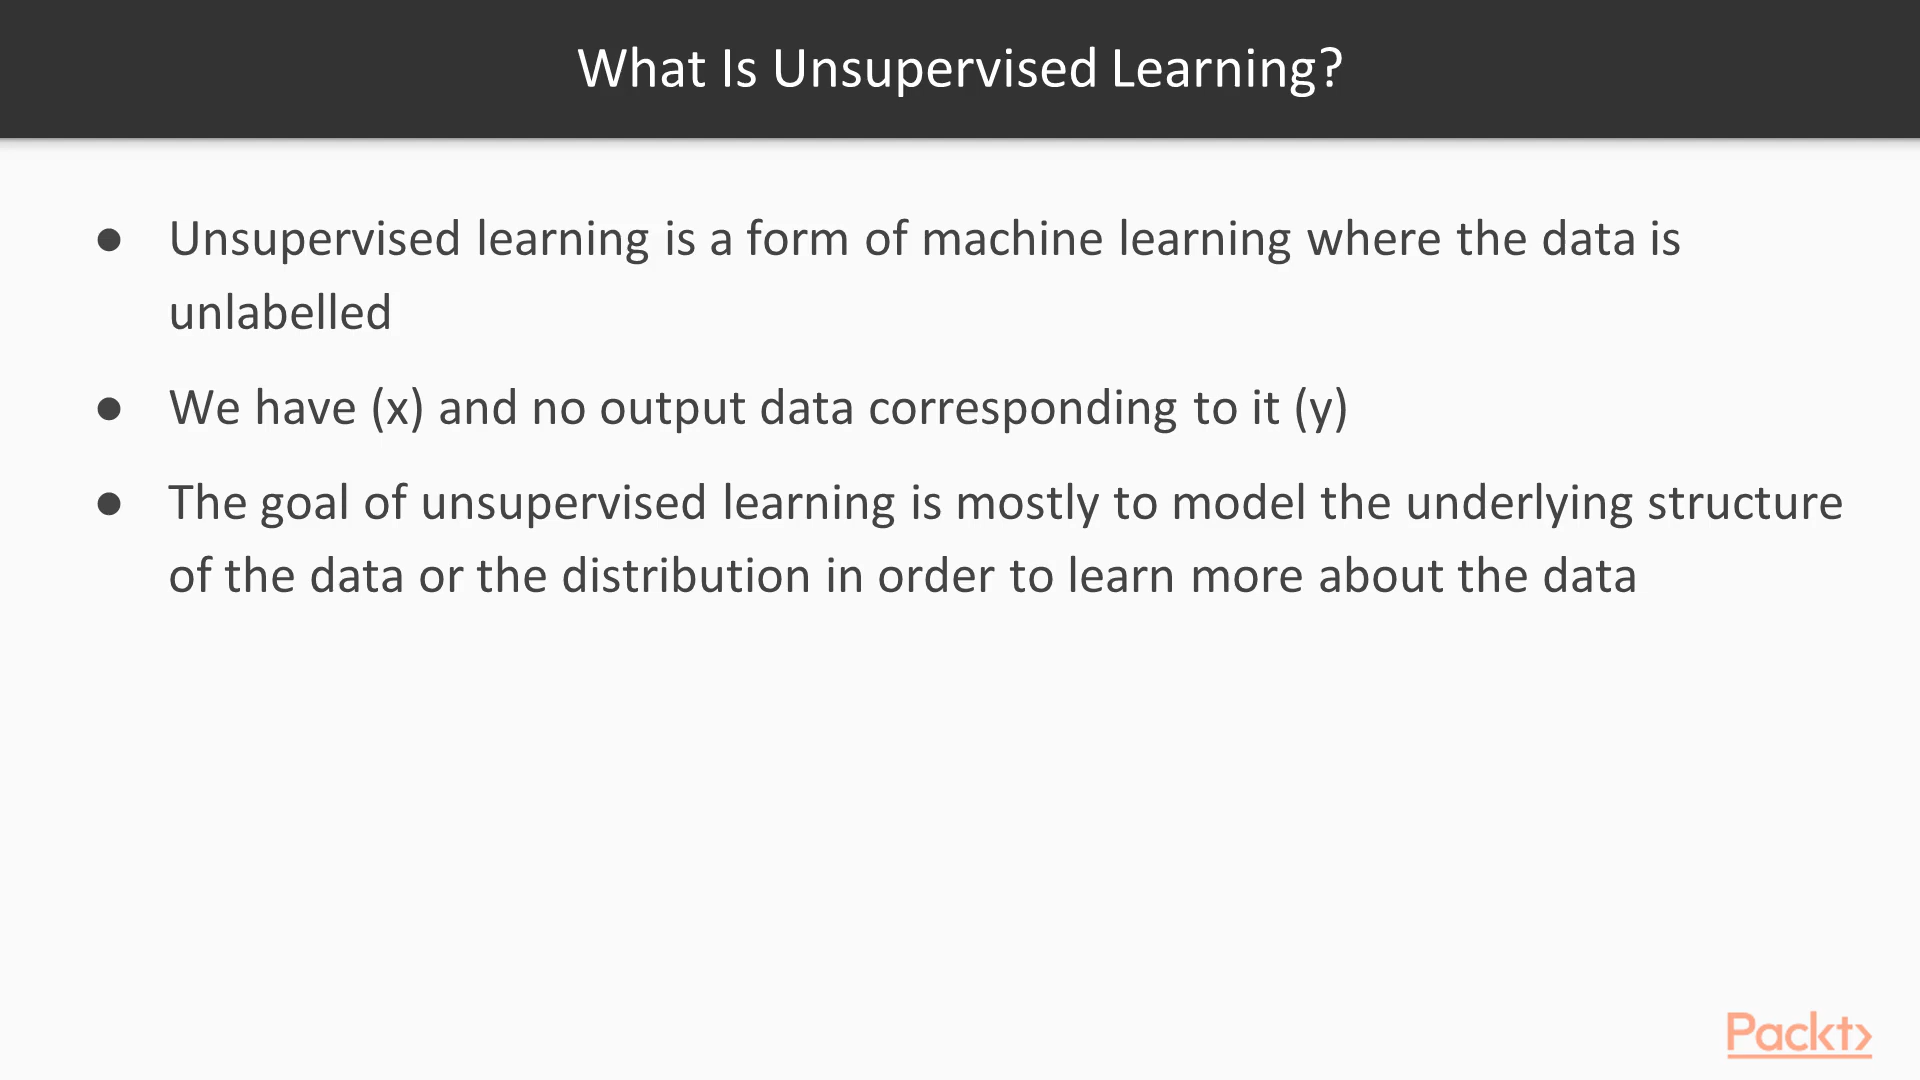 What Is Unsupervised Learning?
● Unsupervised learning is a form of machine learning where the data is
unlabelled
● We have (x) and no output data corresponding to it (y)
● The goal of unsupervised learning is mostly to model the underlying structure
of the data or the distribution in order to learn more about the data
Packt>